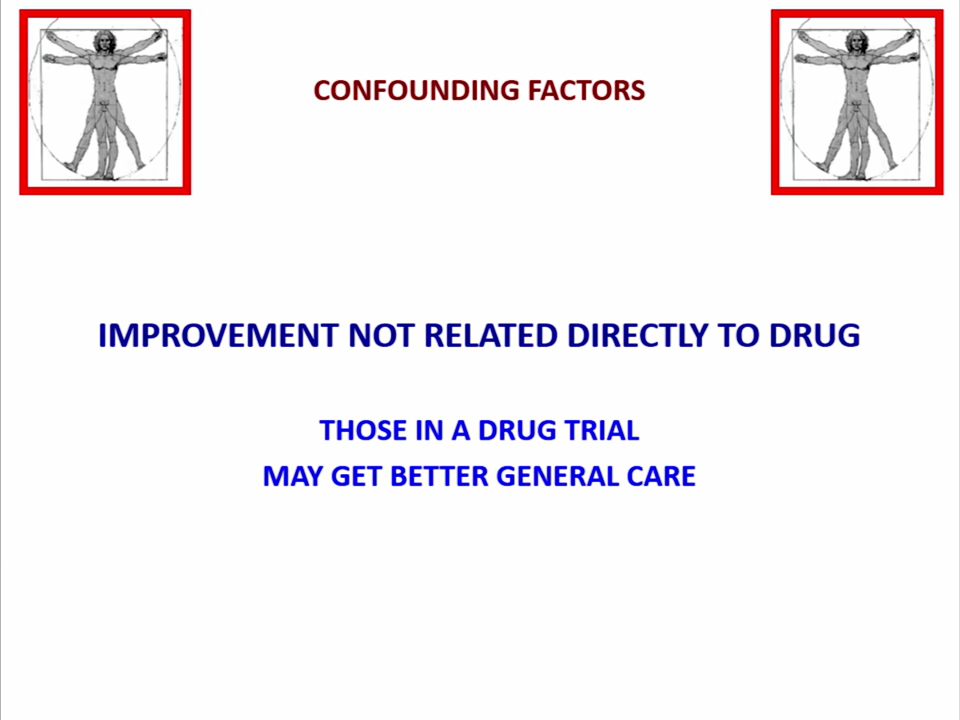 CONFOUNDING FACTORS
IMPROVEMENT NOT RELATED DIRECTLY TO DRUG
THOSE IN A DRUG TRIAL
MAY GET BETTER GENERAL CARE